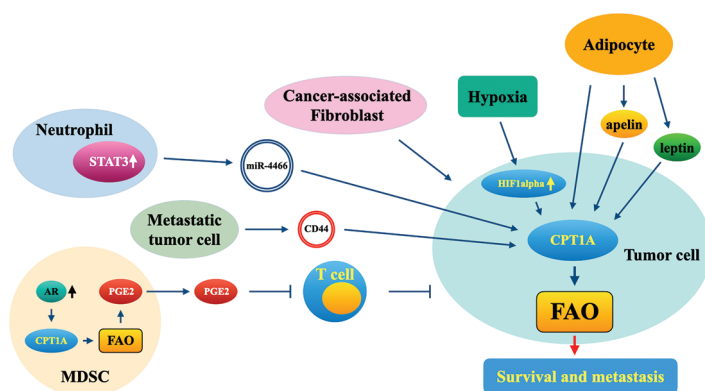 Adipocyte
Hypoxia
Cancer-associated
Fibroblast
apelin
leptin
Neutrophil
STAT3
miR-4466
HIF1alpha
Metastatic
tumor cell
CD44
CPT1A
Tumor cell
T cell
AR
PGE2
PGE2
CPT1A
FAO
MDSC
FAO
Survival and metastasis